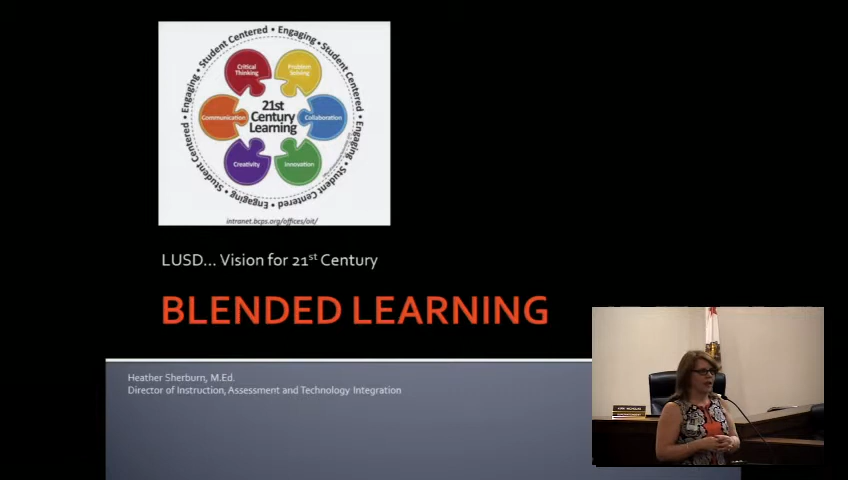 Engaging • Student Centered • Engaging • Student Centered • Engaging • Student Centered • Engaging • Student Centered •
Critical
Thinking
Problem
Solving
Communication
21st
Century
Learning
Collaboration
Creativity
Innovation
intranet.bcps.org/offices/oit/
LUSD... Vision for 21st Century
BLENDED LEARNING
Heather Sherburn, M.Ed.
Director of Instruction, Assessment and Technology Integration
KIRK NICHOLAS